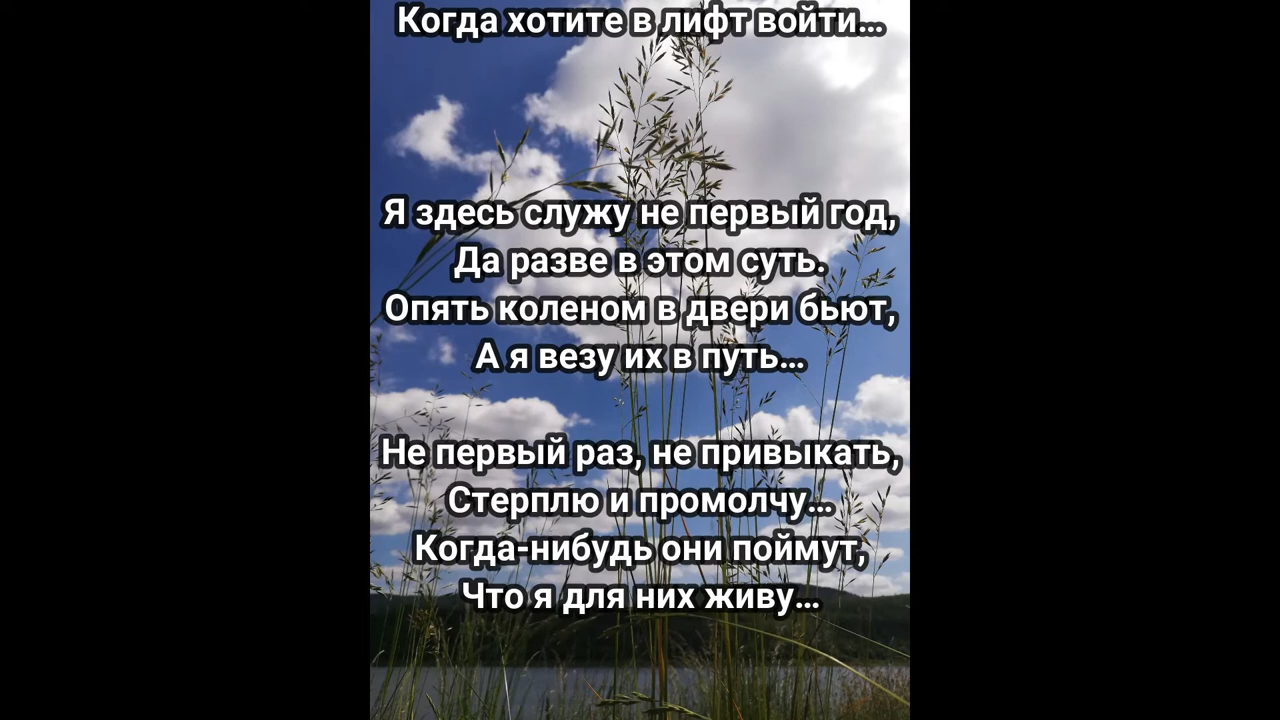 Когда хотите в лифт войти...
Я здесь служу не первый год,
Да разве в этом суть.
Опять коленом в двери бьют,
А я везу их в путь...
Не первый раз, не привыкать,
Стерплю и промолчу...
Когда-нибудь они поймут,
Что я для них живу...